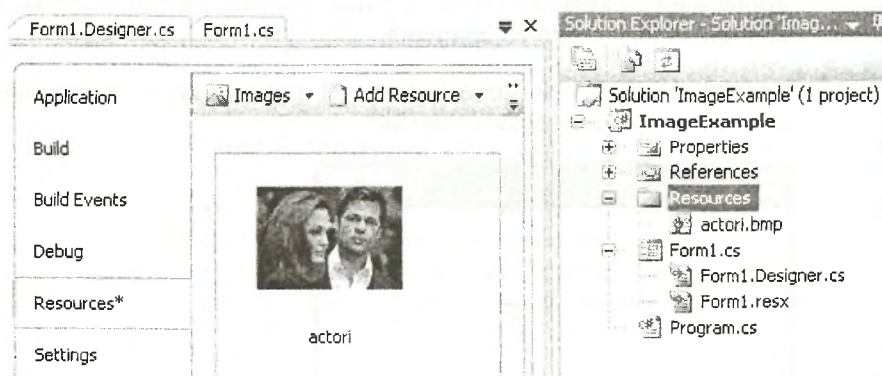 Form1.Designer.cs Form1.cs
Application
Build
Build Events
Debug
Resources*
Settings
Images Add Resource
actori
Solution Explorer - Solution 'Imag...
Solution 'ImageExample' (1 project)
ImageExample
Properties
References
Resources
actori.bmp
Form1.cs
Form1.Designer.cs
Form1.resx
Program.cs